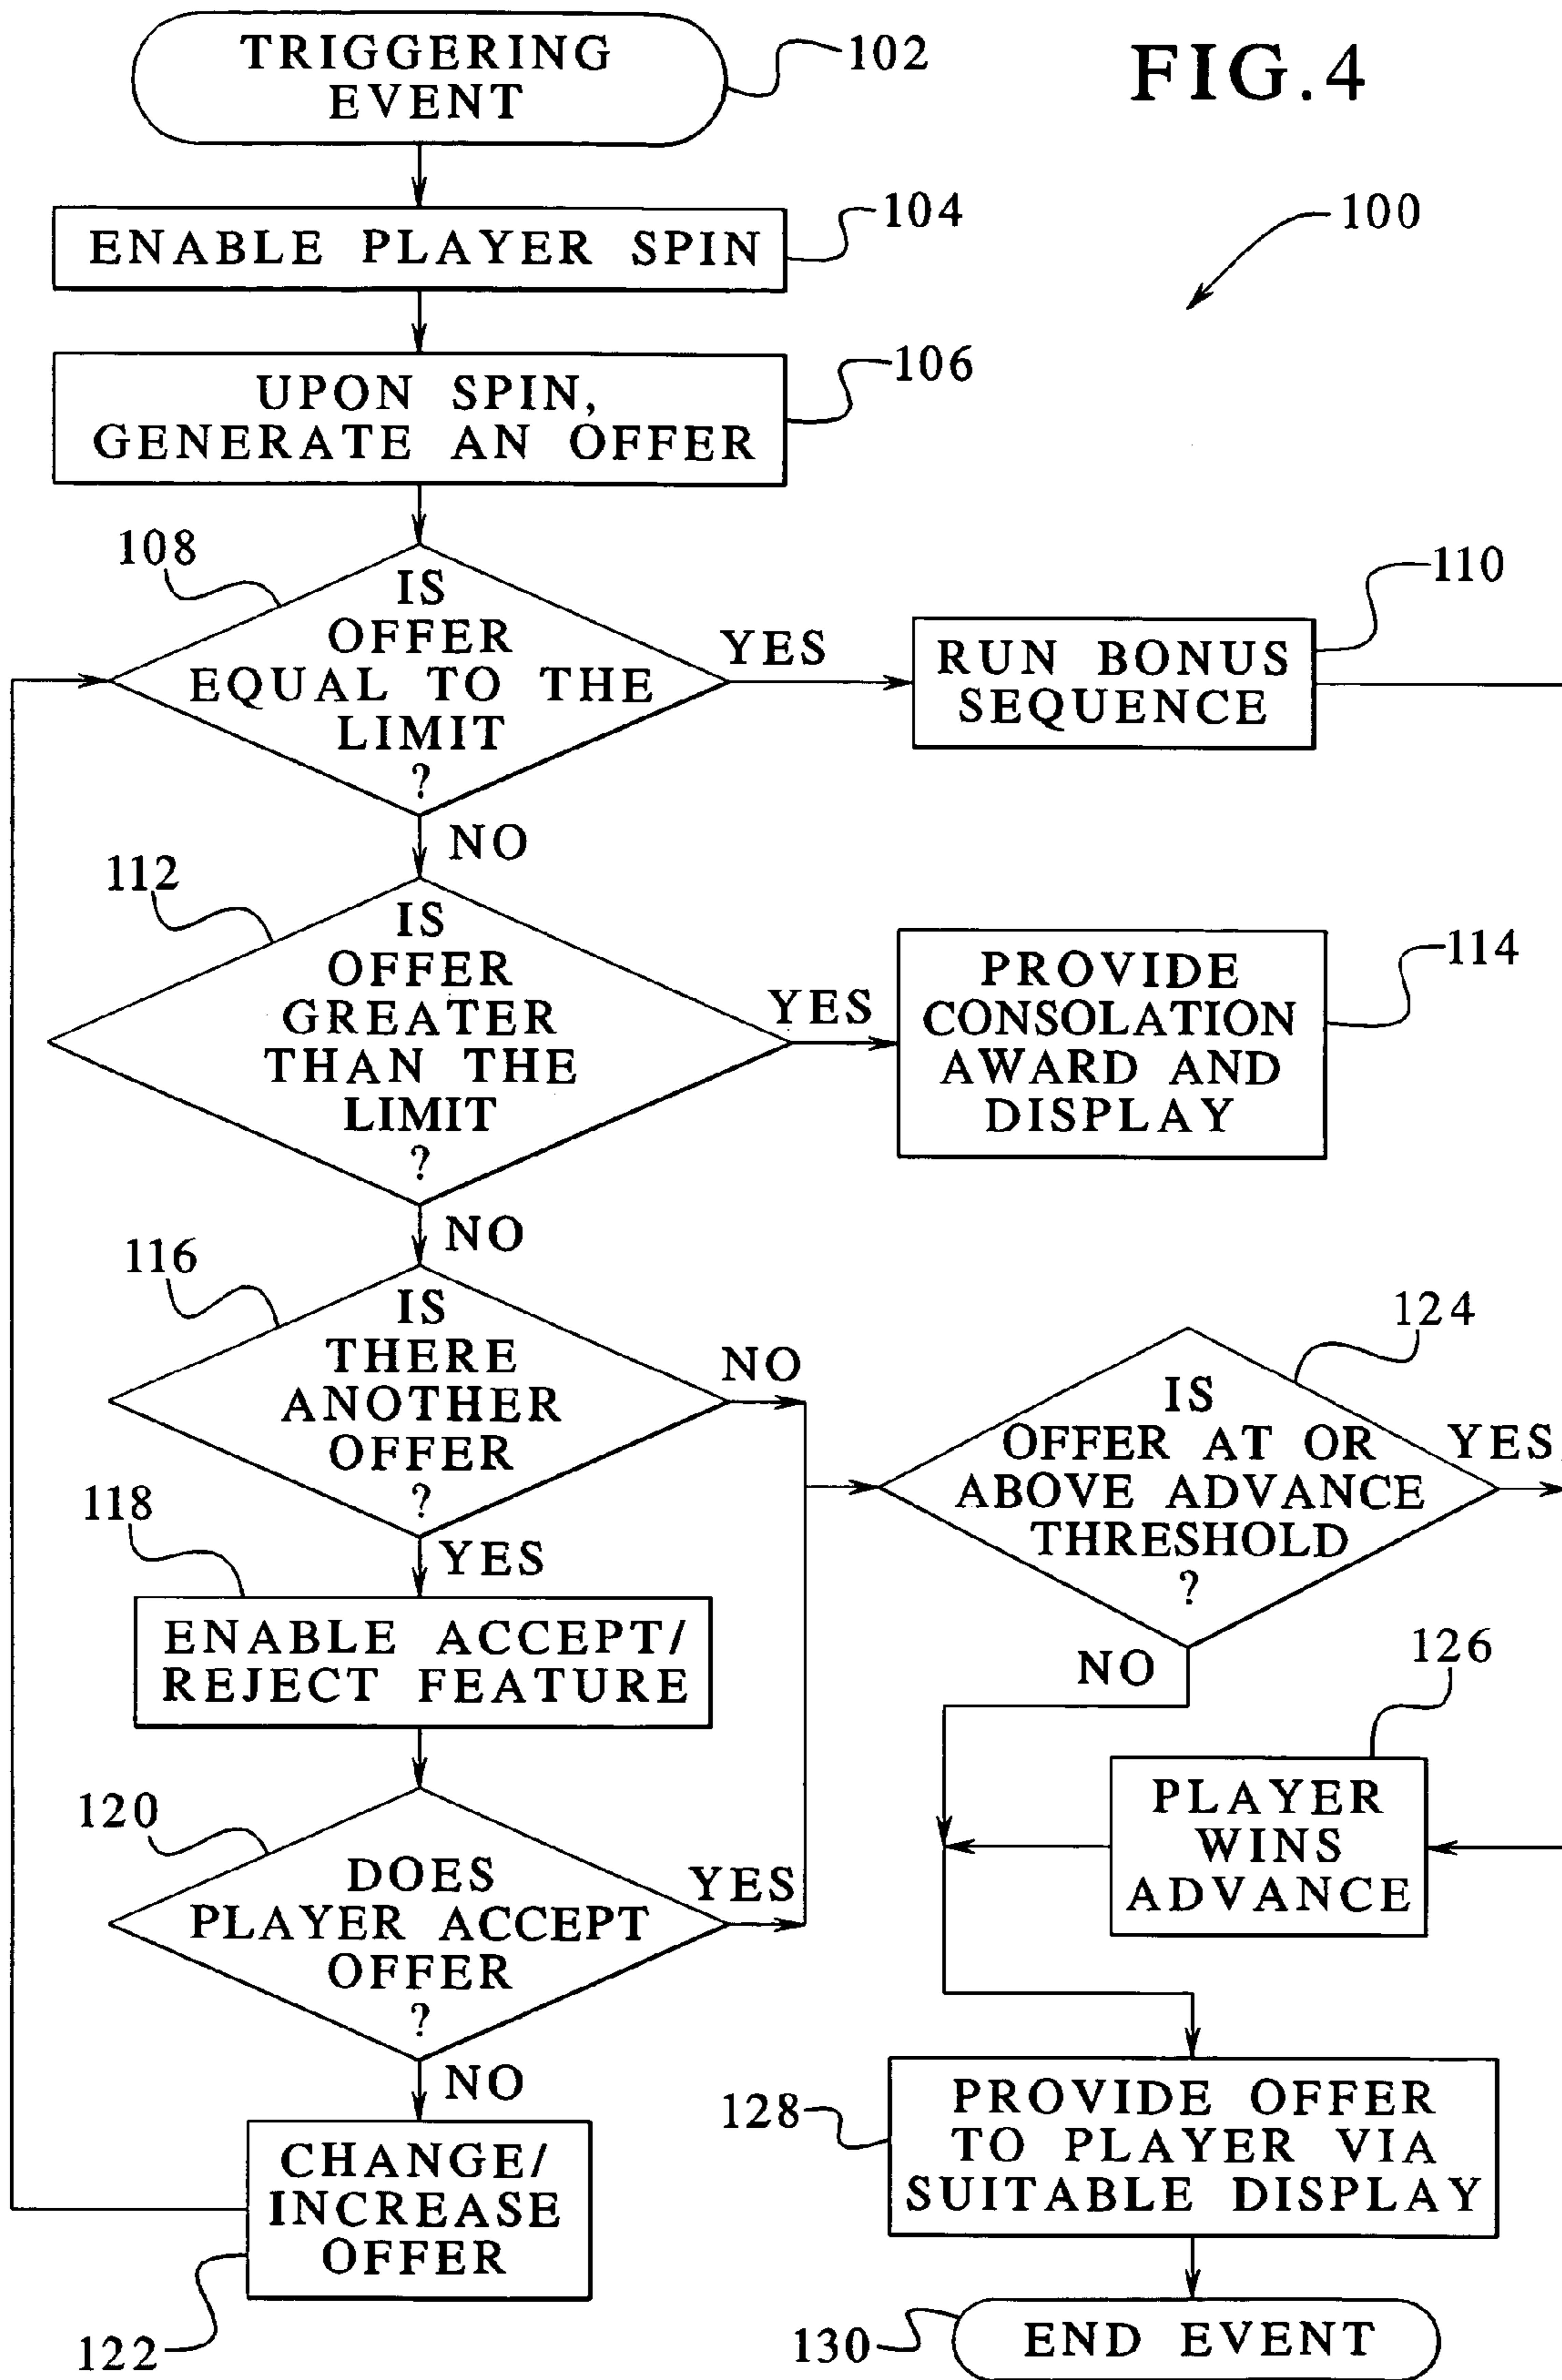 TRIGGERING
EVENT
102
FIG.4
ENABLE PLAYER SPIN
104
100
UPON SPIN,
GENERATE AN OFFER
106
108
IS
OFFER
EQUAL TO THE
LIMIT
?
YES
RUN BONUS
SEQUENCE
110
NO
112
IS
OFFER
GREATER
THAN THE
LIMIT
?
YES
PROVIDE
CONSOLATION
AWARD AND
DISPLAY
114
NO
116
IS
THERE
ANOTHER
OFFER
?
NO
124
IS
OFFER AT OR
ABOVE ADVANCE
THRESHOLD
?
YES
NO
118
YES
ENABLE ACCEPT/
REJECT FEATURE
126
PLAYER
WINS
ADVANCE
120
DOES
PLAYER ACCEPT
OFFER
?
YES
NO
CHANGE/
INCREASE
OFFER
122
128
PROVIDE OFFER
TO PLAYER VIA
SUITABLE DISPLAY
130
END EVENT